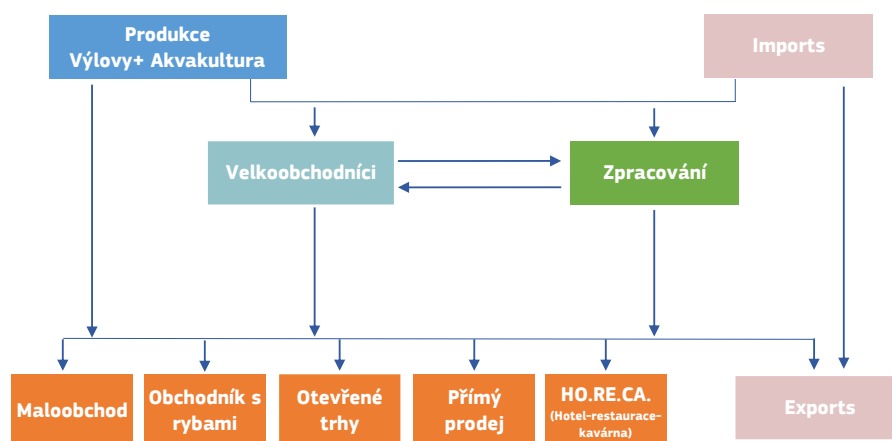 Produkce
Výlovy+ Akvakultura
Imports
Velkoobchodníci
Zpracování
Maloobchod
Obchodník s
rybami
Otevřené
trhy
Přímý
prodej
HO.RE.CA.
(Hotel-restaurace-
kavárna)
Exports